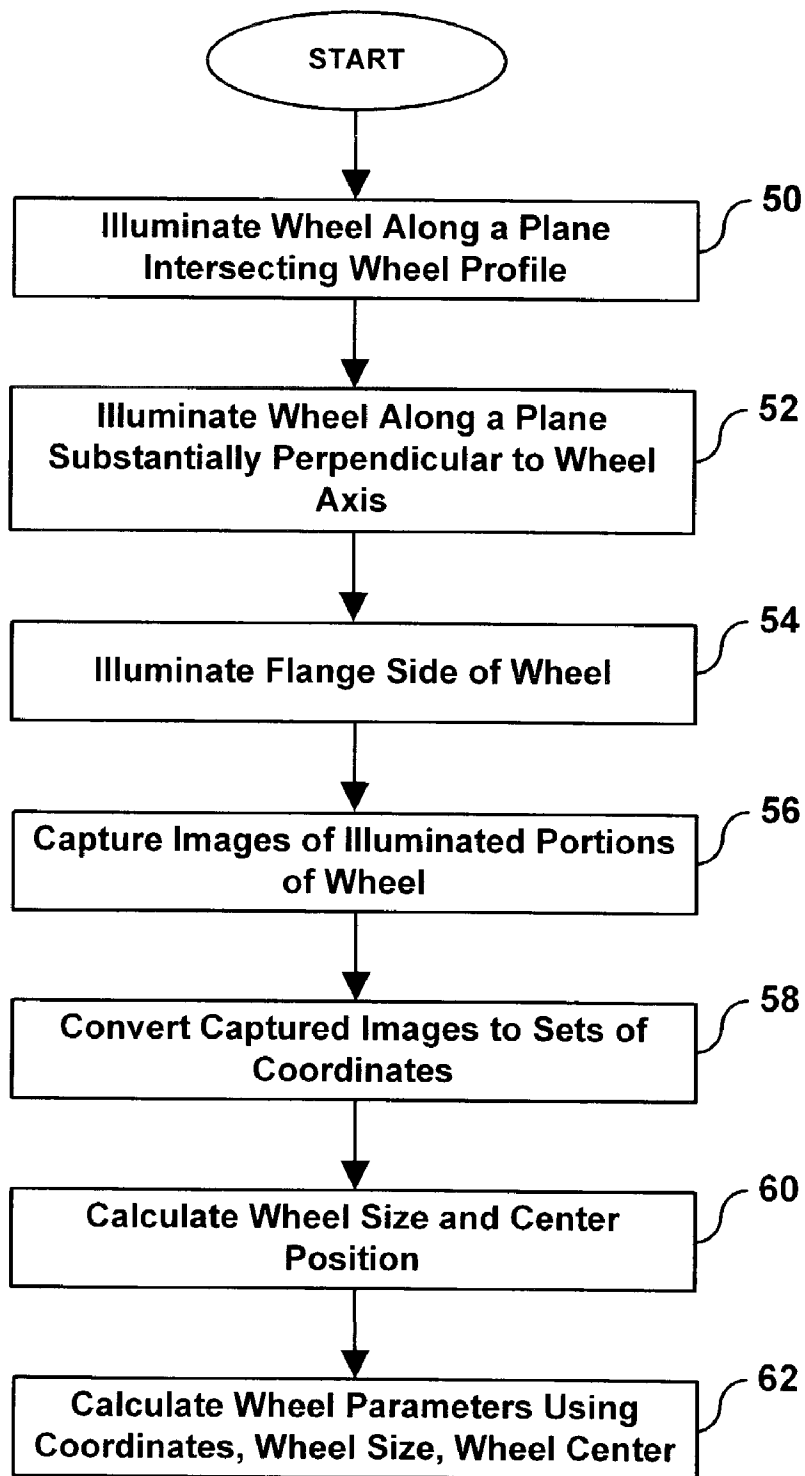 START
50
Illuminate Wheel Along a Plane
Intersecting Wheel Profile
52
Illuminate Wheel Along a Plane
Substantially Perpendicular to Wheel
Axis
54
Illuminate Flange Side of Wheel
56
Capture Images of Illuminated Portions
of Wheel
58
Convert Captured Images to Sets of
Coordinates
60
Calculate Wheel Size and Center
Position
62
Calculate Wheel Parameters Using
Coordinates, Wheel Size, Wheel Center